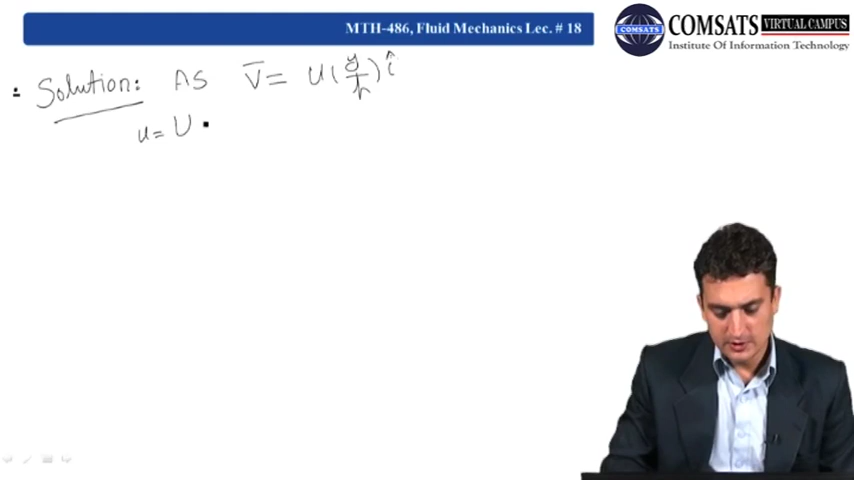 MTH-486, Fluid Mechanics Lec. # 18
COMSATS
COMSATS VIRTUAL CAMPUS
Institute Of Information Technology
Solution: As V̄ = U(y/h)î
u = U